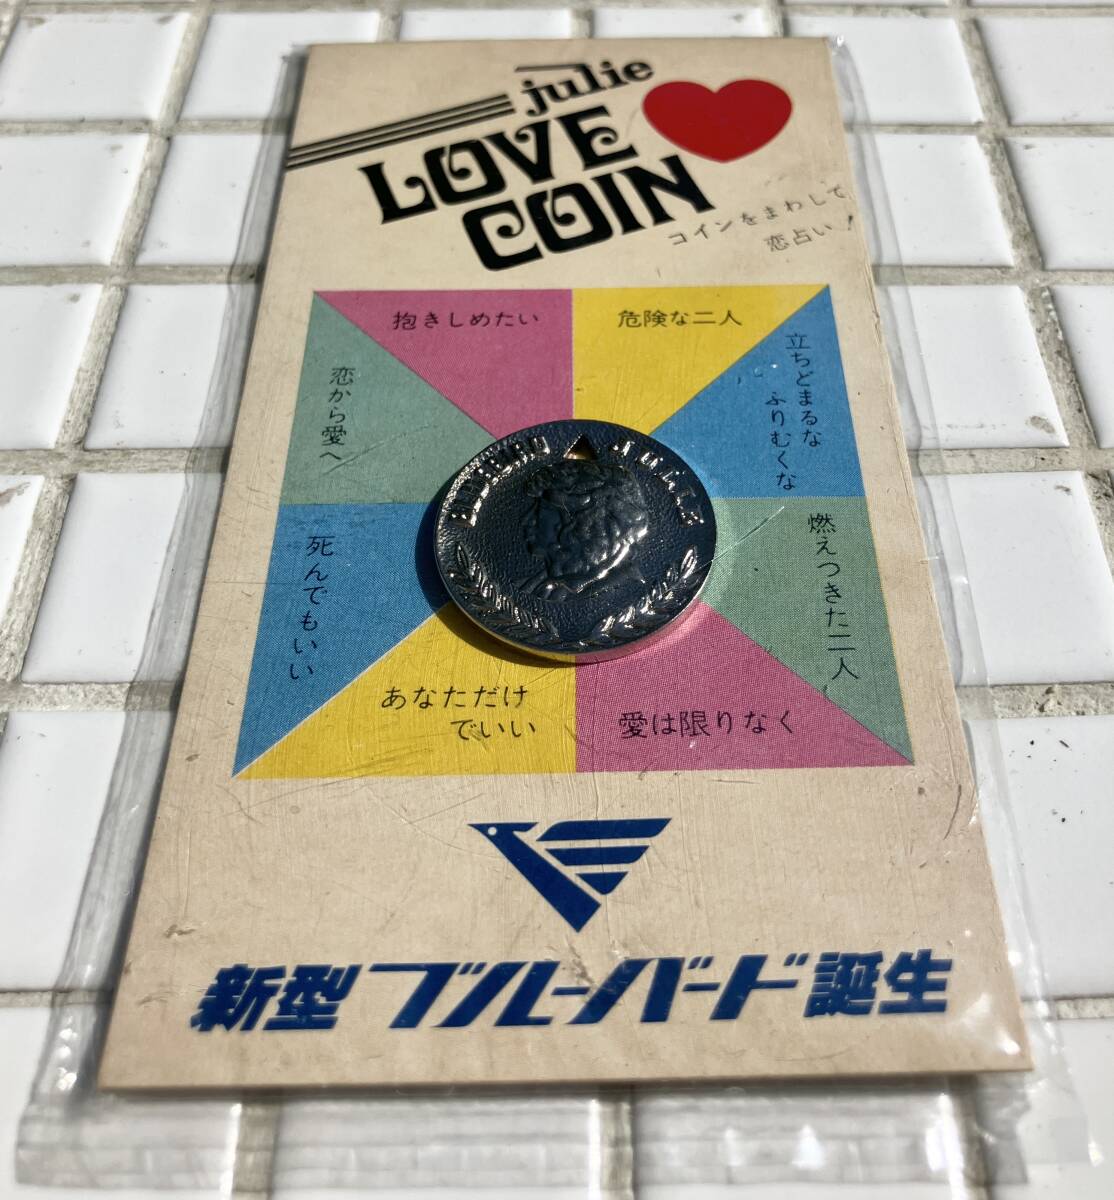 julie
LOVE
COIN
コインをまわして
恋占い!
抱きしめたい
危険な二人
立ちどまるな
ふりむくな
恋から愛へ
燃えつきた二人
死んでもいい
あなただけ
でいい
愛は限りなく
JULIE
新型ブルーバード誕生